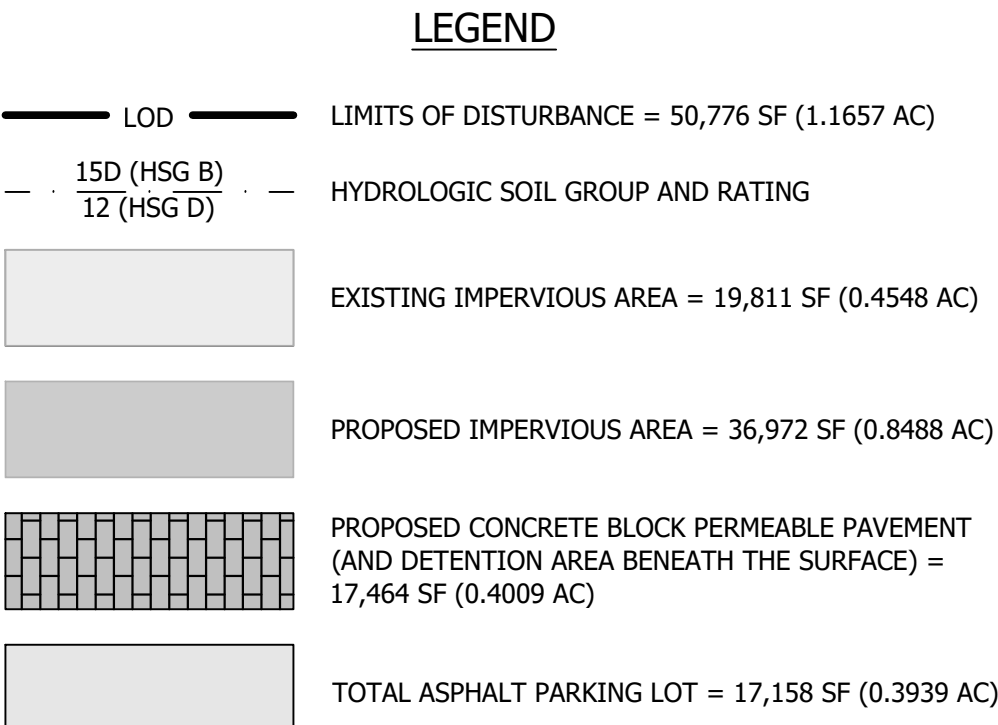 LEGEND
LOD
LIMITS OF DISTURBANCE = 50,776 SF (1.1657 AC)
15D (HSG B)
12 (HSG D)
HYDROLOGIC SOIL GROUP AND RATING
EXISTING IMPERVIOUS AREA = 19,811 SF (0.4548 AC)
PROPOSED IMPERVIOUS AREA = 36,972 SF (0.8488 AC)
PROPOSED CONCRETE BLOCK PERMEABLE PAVEMENT
(AND DETENTION AREA BENEATH THE SURFACE) =
17,464 SF (0.4009 AC)
TOTAL ASPHALT PARKING LOT = 17,158 SF (0.3939 AC)